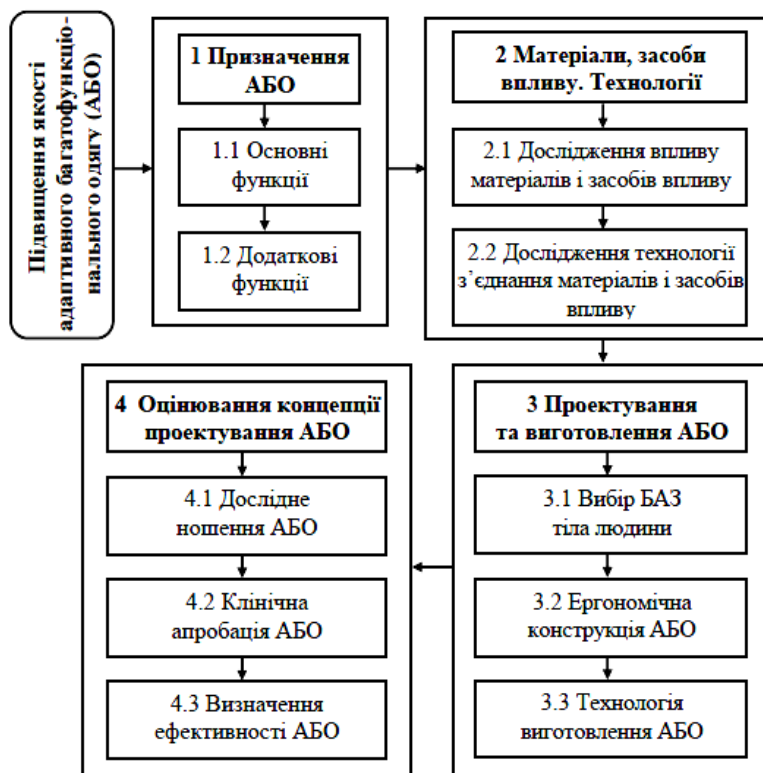 Підвищення якості
адаптивного багатофункціо-
нального одягу (АБО)
1 Призначення
АБО
1.1 Основні
функції
1.2 Додаткові
функції
2 Матеріали, засоби
впливу. Технології
2.1 Дослідження впливу
матеріалів і засобів впливу
2.2 Дослідження технології
з’єднання матеріалів і засобів
впливу
3 Проектування
та виготовлення АБО
3.1 Вибір БАЗ
тіла людини
3.2 Ергономічна
конструкція АБО
3.3 Технологія
виготовлення АБО
4 Оцінювання концепції
проектування АБО
4.1 Дослідне
ношення АБО
4.2 Клінічна
апробація АБО
4.3 Визначення
ефективності АБО